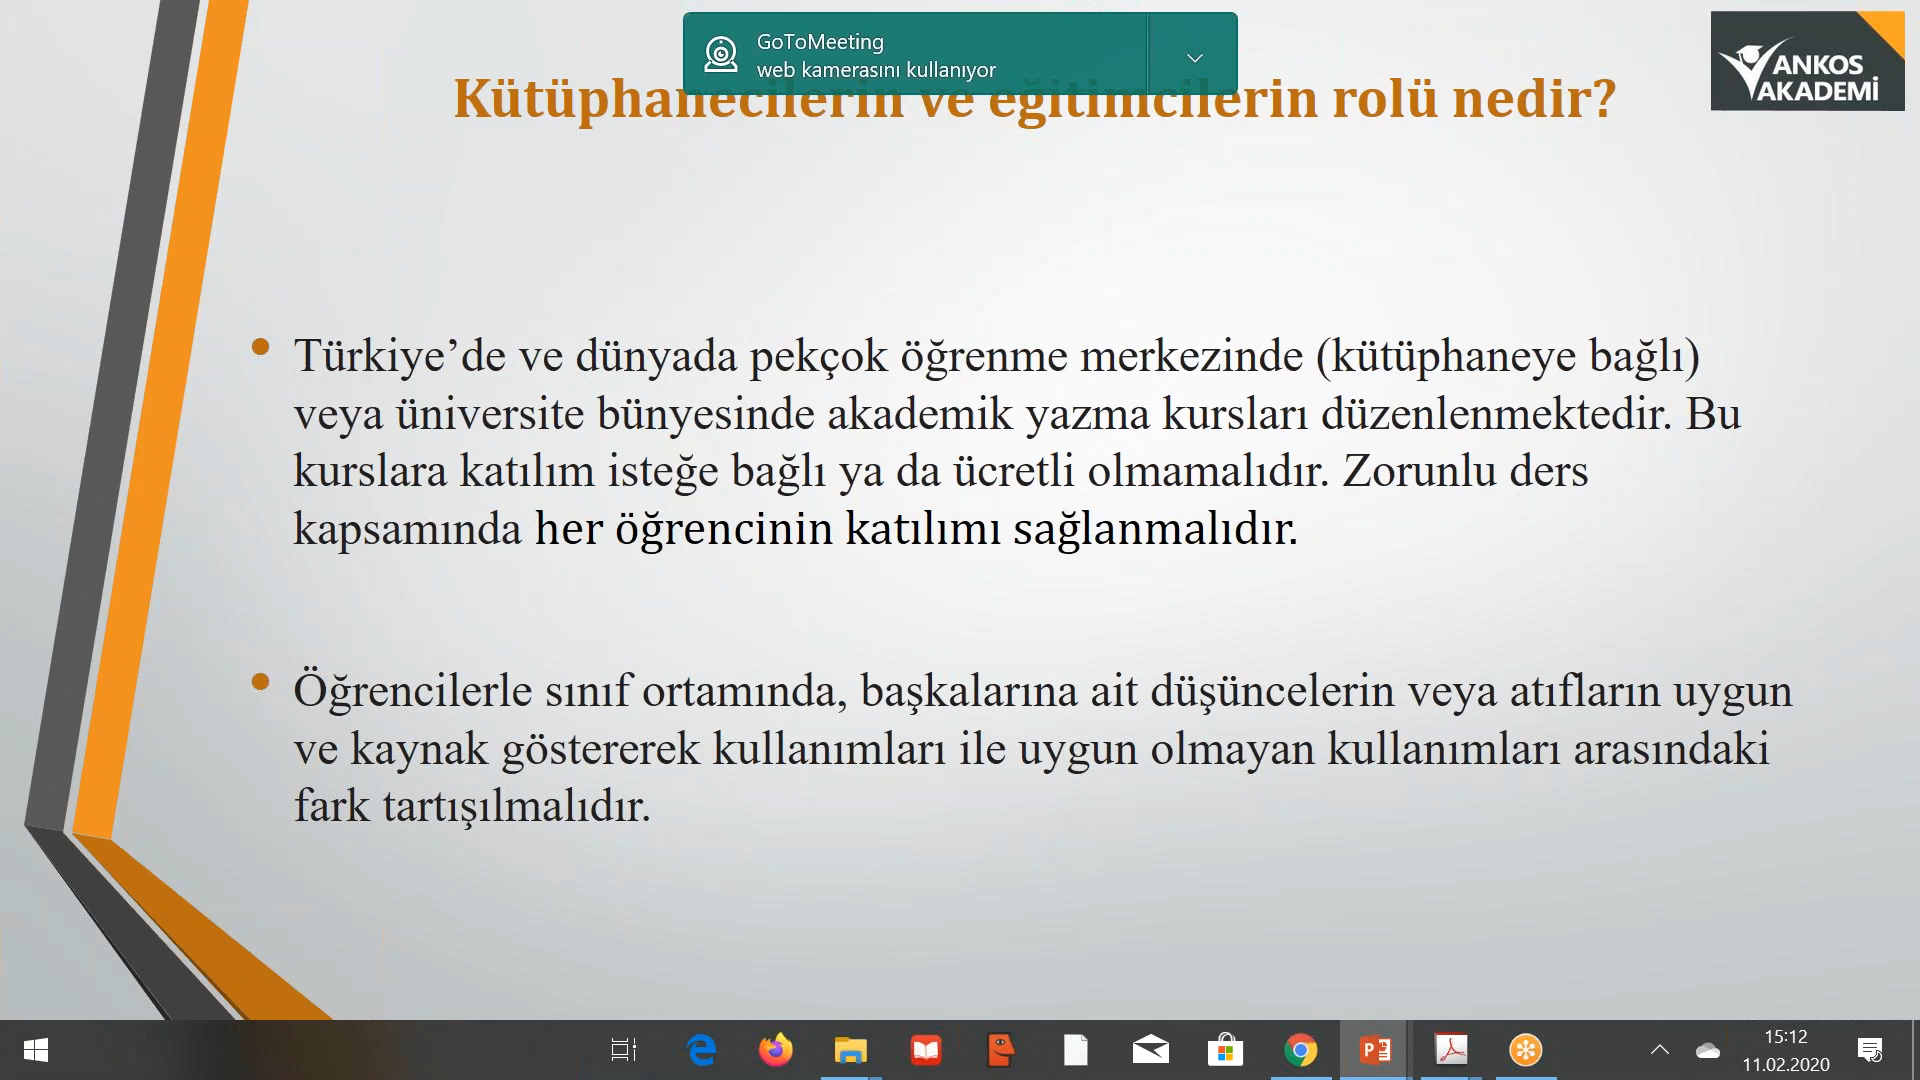 GoToMeeting
web kamerasını kullanıyor
ANKOS
AKADEMİ
Kütüphanecilerin ve eğitimcilerin rolü nedir?
• Türkiye’de ve dünyada pekçok öğrenme merkezinde (kütüphaneye bağlı)
veya üniversite bünyesinde akademik yazma kursları düzenlenmektedir. Bu
kurslara katılım isteğe bağlı ya da ücretli olmamalıdır. Zorunlu ders
kapsamında her öğrencinin katılımı sağlanmalıdır.
• Öğrencilerle sınıf ortamında, başkalarına ait düşüncelerin veya atıfların uygun
ve kaynak göstererek kullanımları ile uygun olmayan kullanımları arasındaki
fark tartışılmalıdır.
15:12
11.02.2020